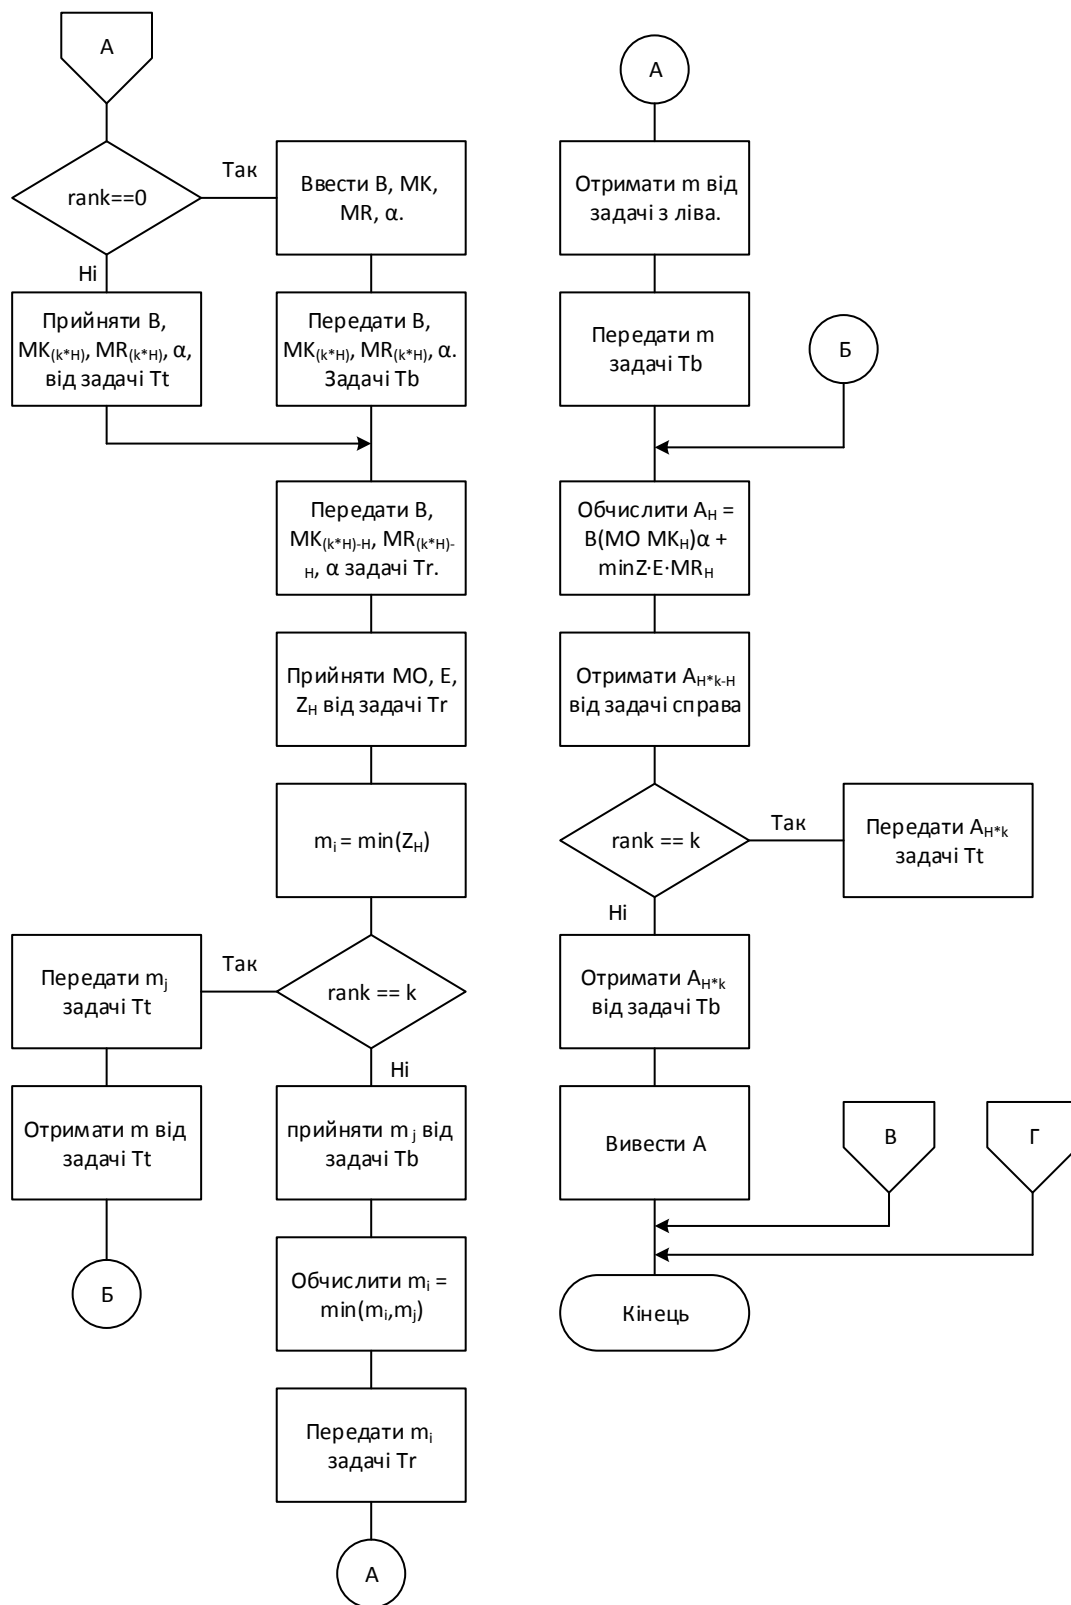 А
rank==0
Так
Ні
Ввести В, МК,
MR, α.
Прийняти В,
MK(k*H), MR(k*H), α,
від задачі Tt
Передати В,
MK(k*H), MR(k*H), α.
Задачі Tb
Передати В,
MK(k*H)-H, MR(k*H)-
H, α задачі Tr.
Прийняти МО, Е,
ZH від задачі Tr
mi = min(ZH)
rank == k
Так
Ні
Передати mj
задачі Tt
Отримати m від
задачі Tt
Б
прийняти m j від
задачі Tb
Обчислити mi =
min(mi,mj)
Передати mi
задачі Tr
А
А
Отримати m від
задачі з ліва.
Передати m
задачі Tb
Б
Обчислити AH =
B(MO MKH)α +
minZ·E·MRH
Отримати AH*k-H
від задачі справа
rank == k
Так
Ні
Передати AH*k
задачі Tt
Отримати AH*k
від задачі Tb
Вивести А
В
Г
Кінець